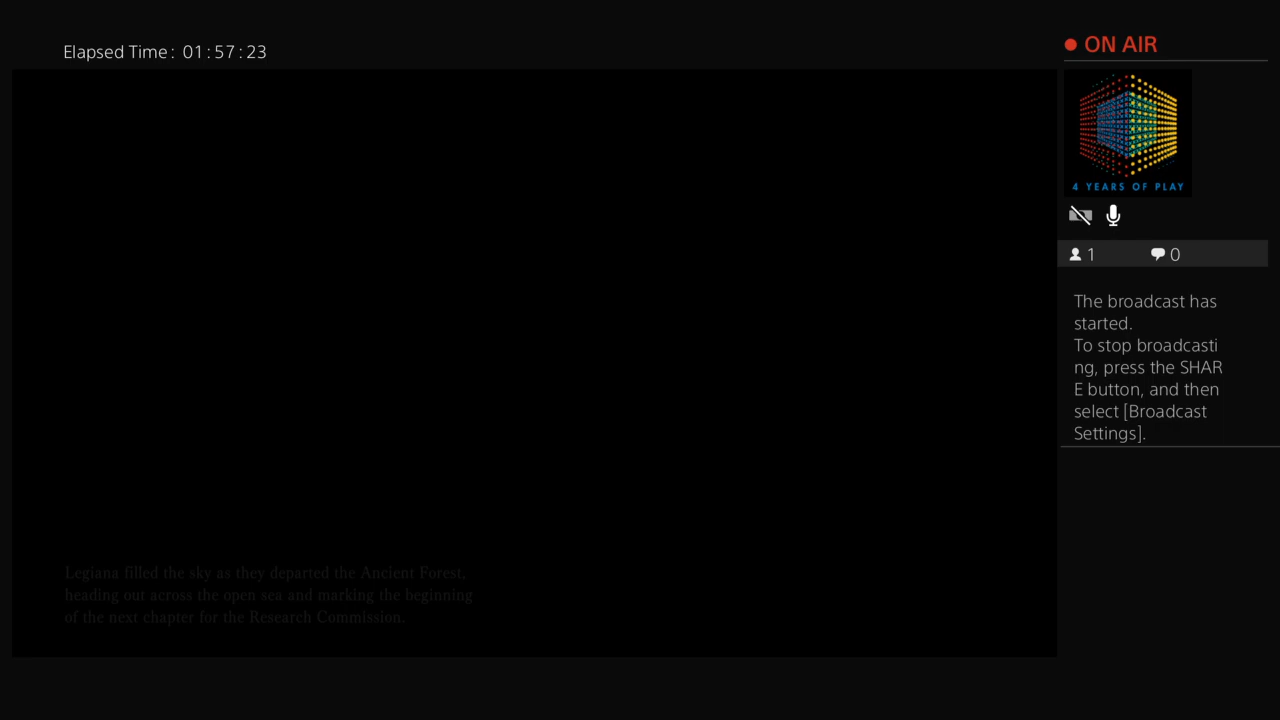 Elapsed Time: 01:57:23
ON AIR
4 YEARS OF PLAY
1
0
The broadcast has
started.
To stop broadcasti
ng, press the SHAR
E button, and then
select [Broadcast
Settings].
Legiana filled the sky as they departed the Ancient Forest,
heading out across the open sea and marking the beginning
of the next chapter for the Research Commission.